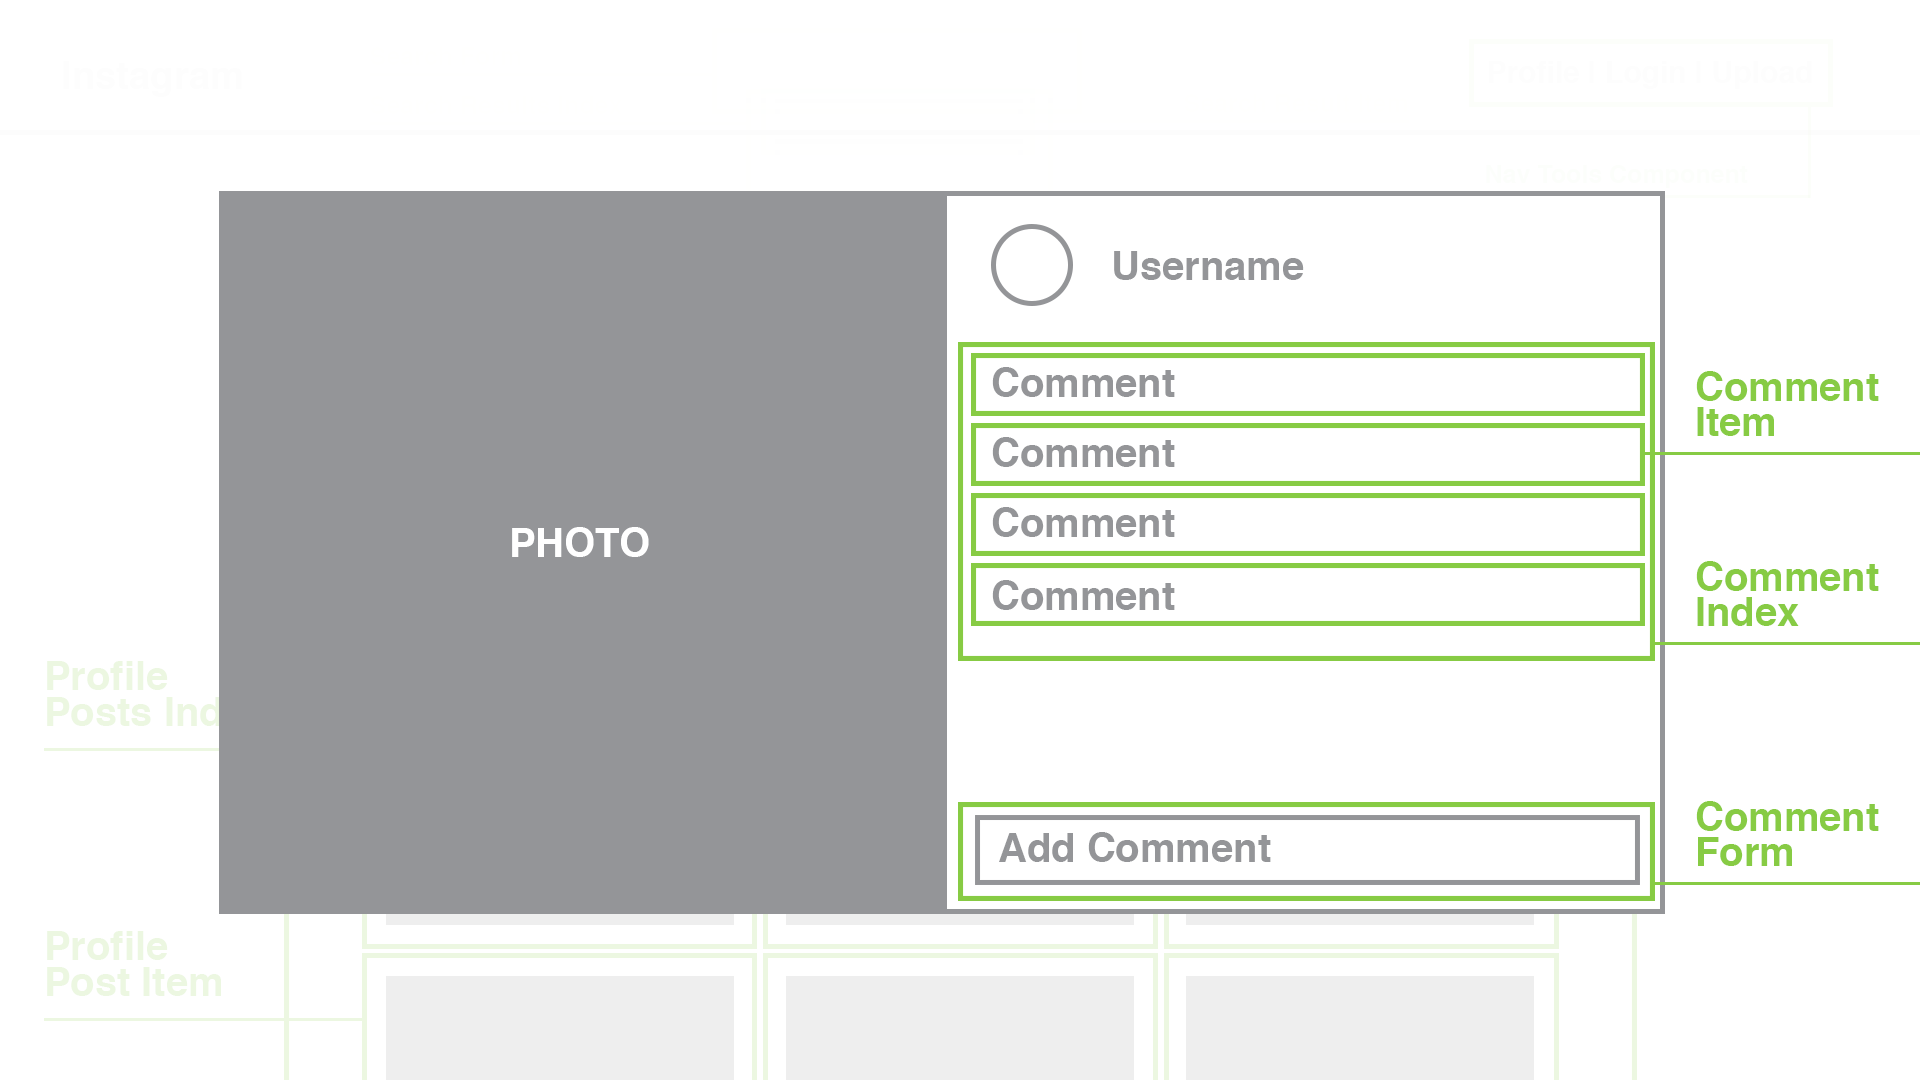 Instagram
Profile | Login | Upload
Nav Tools Component
Username
Comment
Comment
Comment
Comment
Comment
Item
Comment
Index
PHOTO
Profile
Posts Ind
Add Comment
Comment
Form
Profile
Post Item